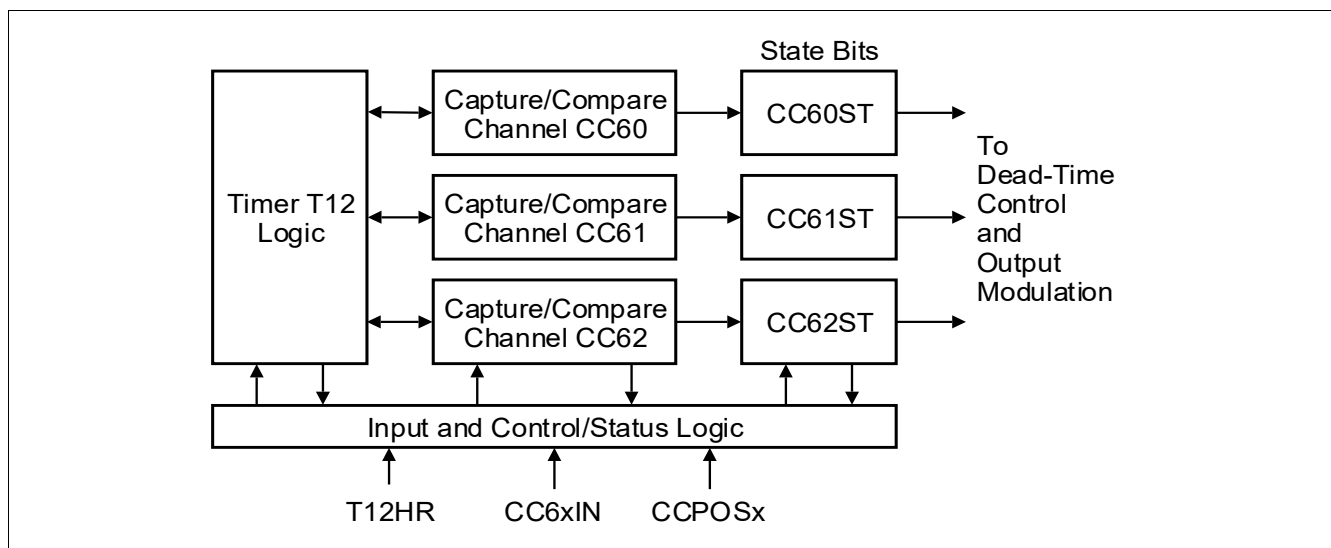 State Bits
Timer T12
Logic
Capture/Compare
Channel CC60
CC60ST
Capture/Compare
Channel CC61
CC61ST
Capture/Compare
Channel CC62
CC62ST
To
Dead-Time
Control
and
Output
Modulation
Input and Control/Status Logic
T12HR
CC6xIN
CCPOSx